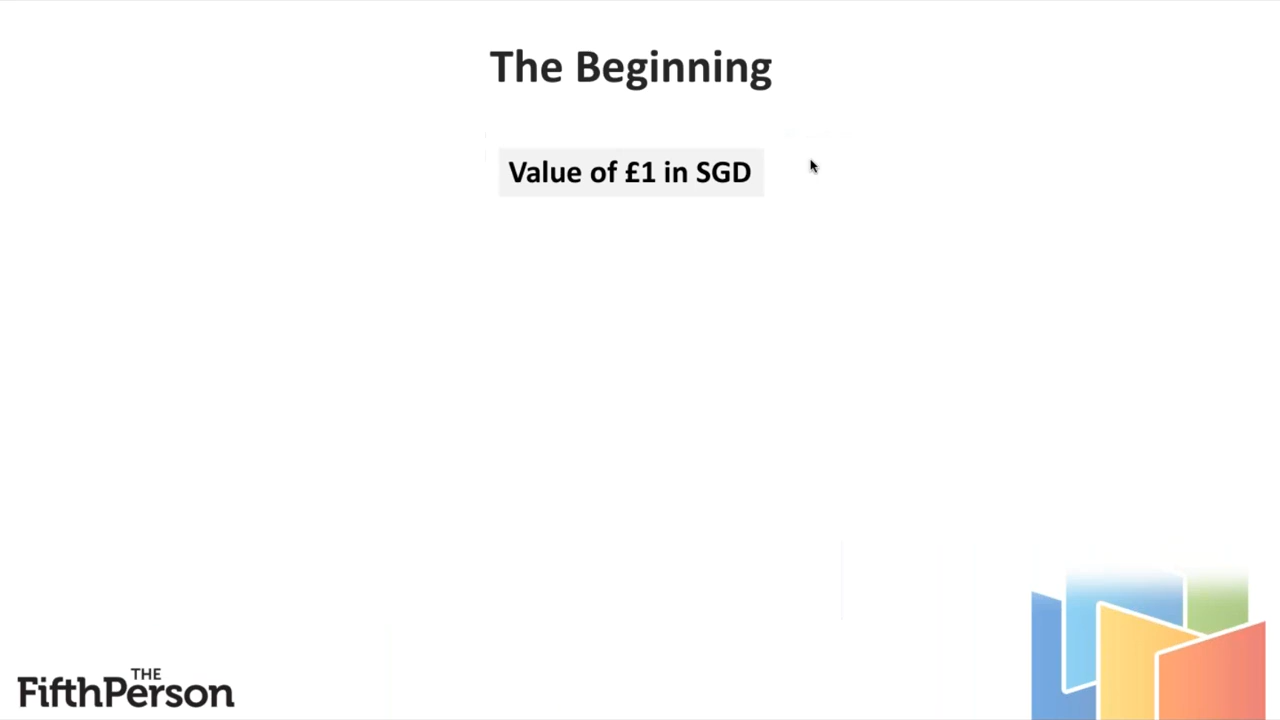 The Beginning
Value of £1 in SGD
THE
FifthPerson